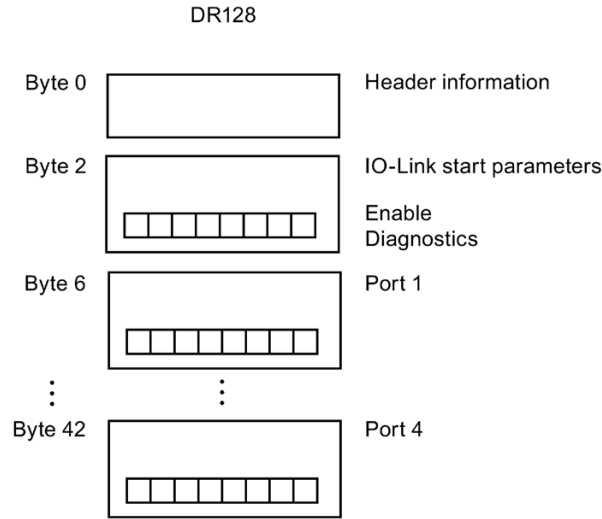 DR128
Byte 0
Header information
Byte 2
IO-Link start parameters
Enable
Diagnostics
Byte 6
Port 1
Byte 42
Port 4